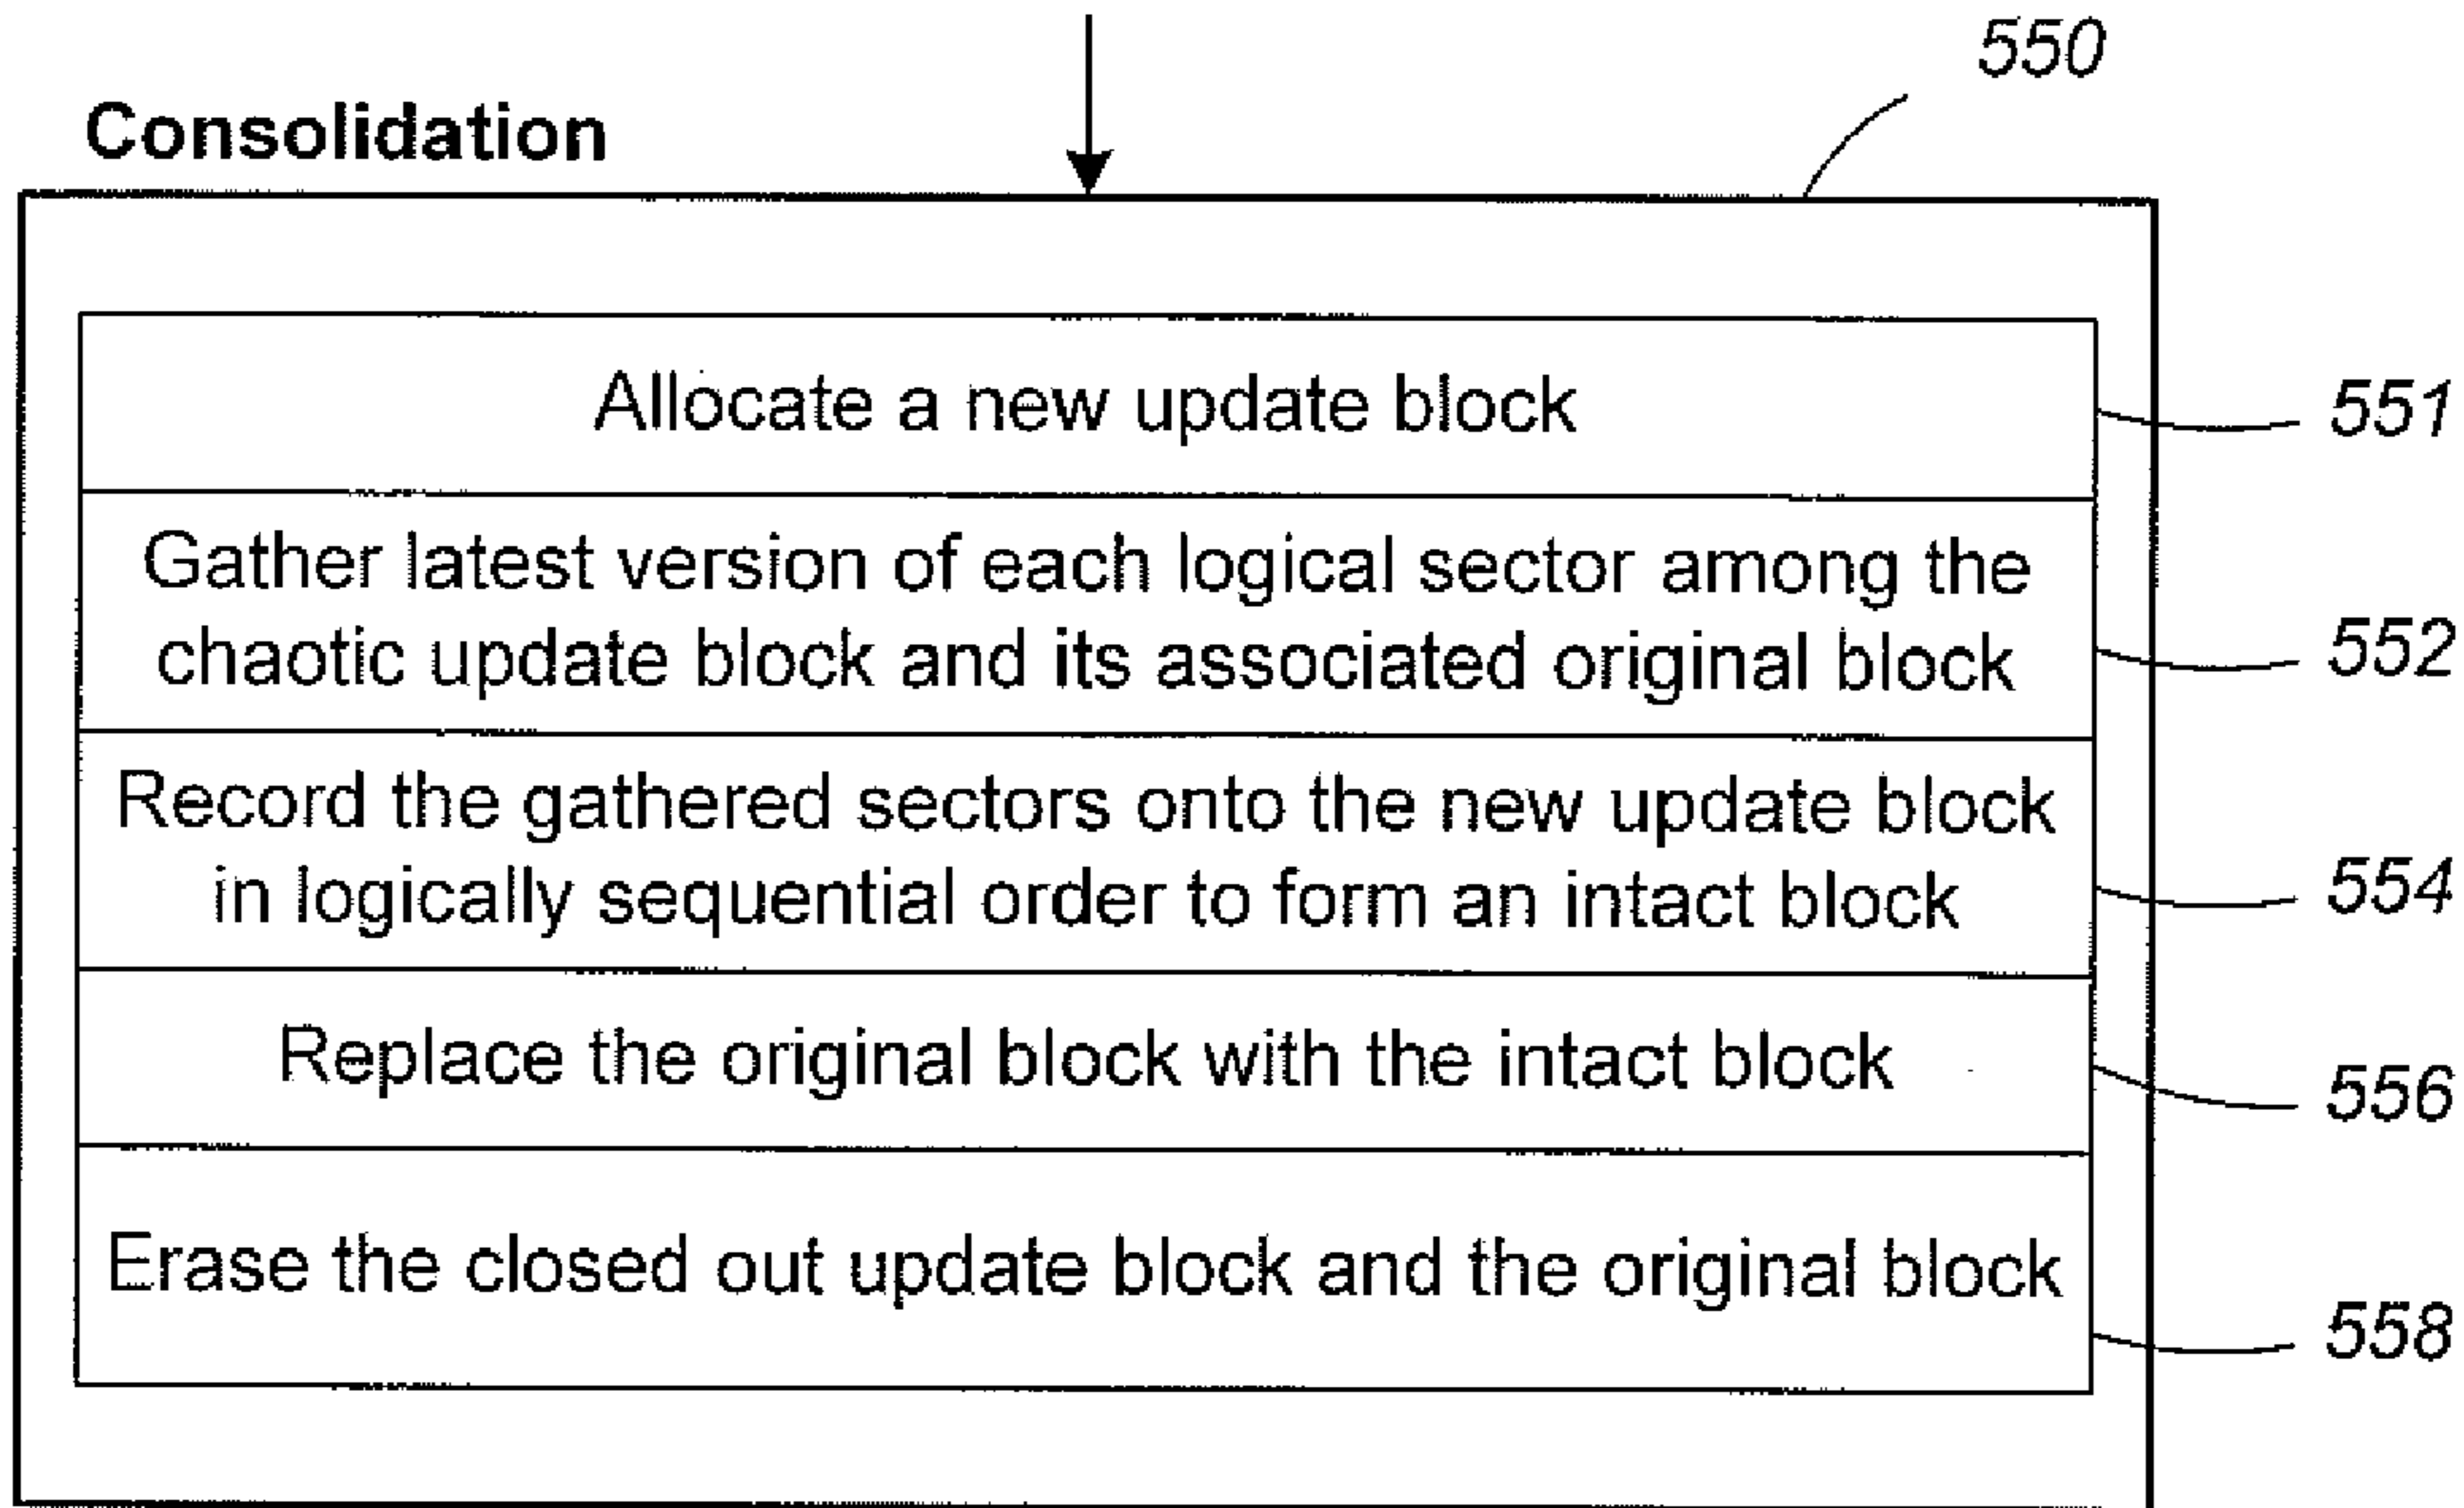 550
Consolidation
Allocate a new update block
551
Gather latest version of each logical sector among the
chaotic update block and its associated original block
552
Record the gathered sectors onto the new update block
in logically sequential order to form an intact block
554
Replace the original block with the intact block
556
Erase the closed out update block and the original block
558